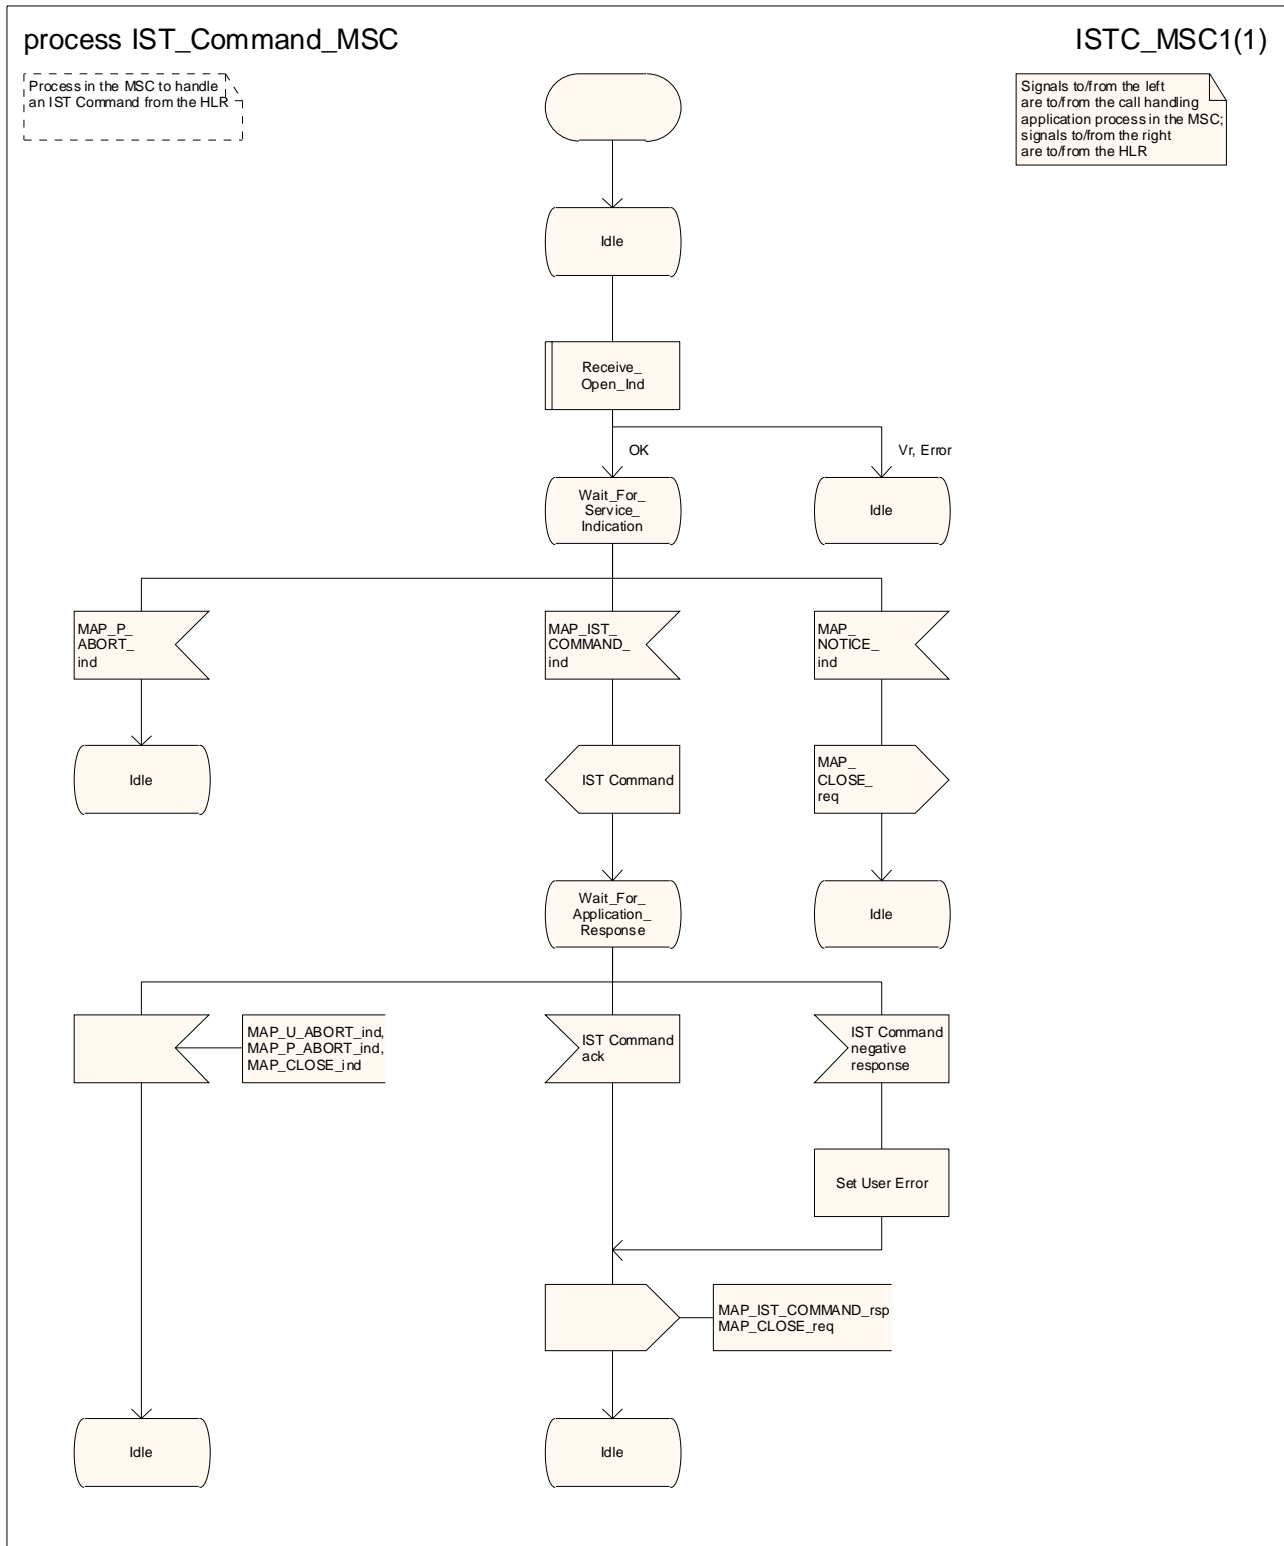 process IST_Command_MSC
ISTC_MSC1(1)
Process in the MSC to handle
an IST Command from the HLR
Signals to/from the left
are to/from the call handling
application process in the MSC;
signals to/from the right
are to/from the HLR
Idle
Receive_
Open_Ind
OK
Vr, Error
Wait_For_
Service_
Indication
Idle
MAP_P_
ABORT_
ind
MAP_IST_
COMMAND_
ind
MAP_
NOTICE_
ind
Idle
IST Command
MAP_
CLOSE_
req
Wait_For_
Application_
Response
Idle
MAP_U_ABORT_ind,
MAP_P_ABORT_ind,
MAP_CLOSE_ind
IST Command
ack
IST Command
negative
response
Set User Error
MAP_IST_COMMAND_rsp
MAP_CLOSE_req
Idle
Idle